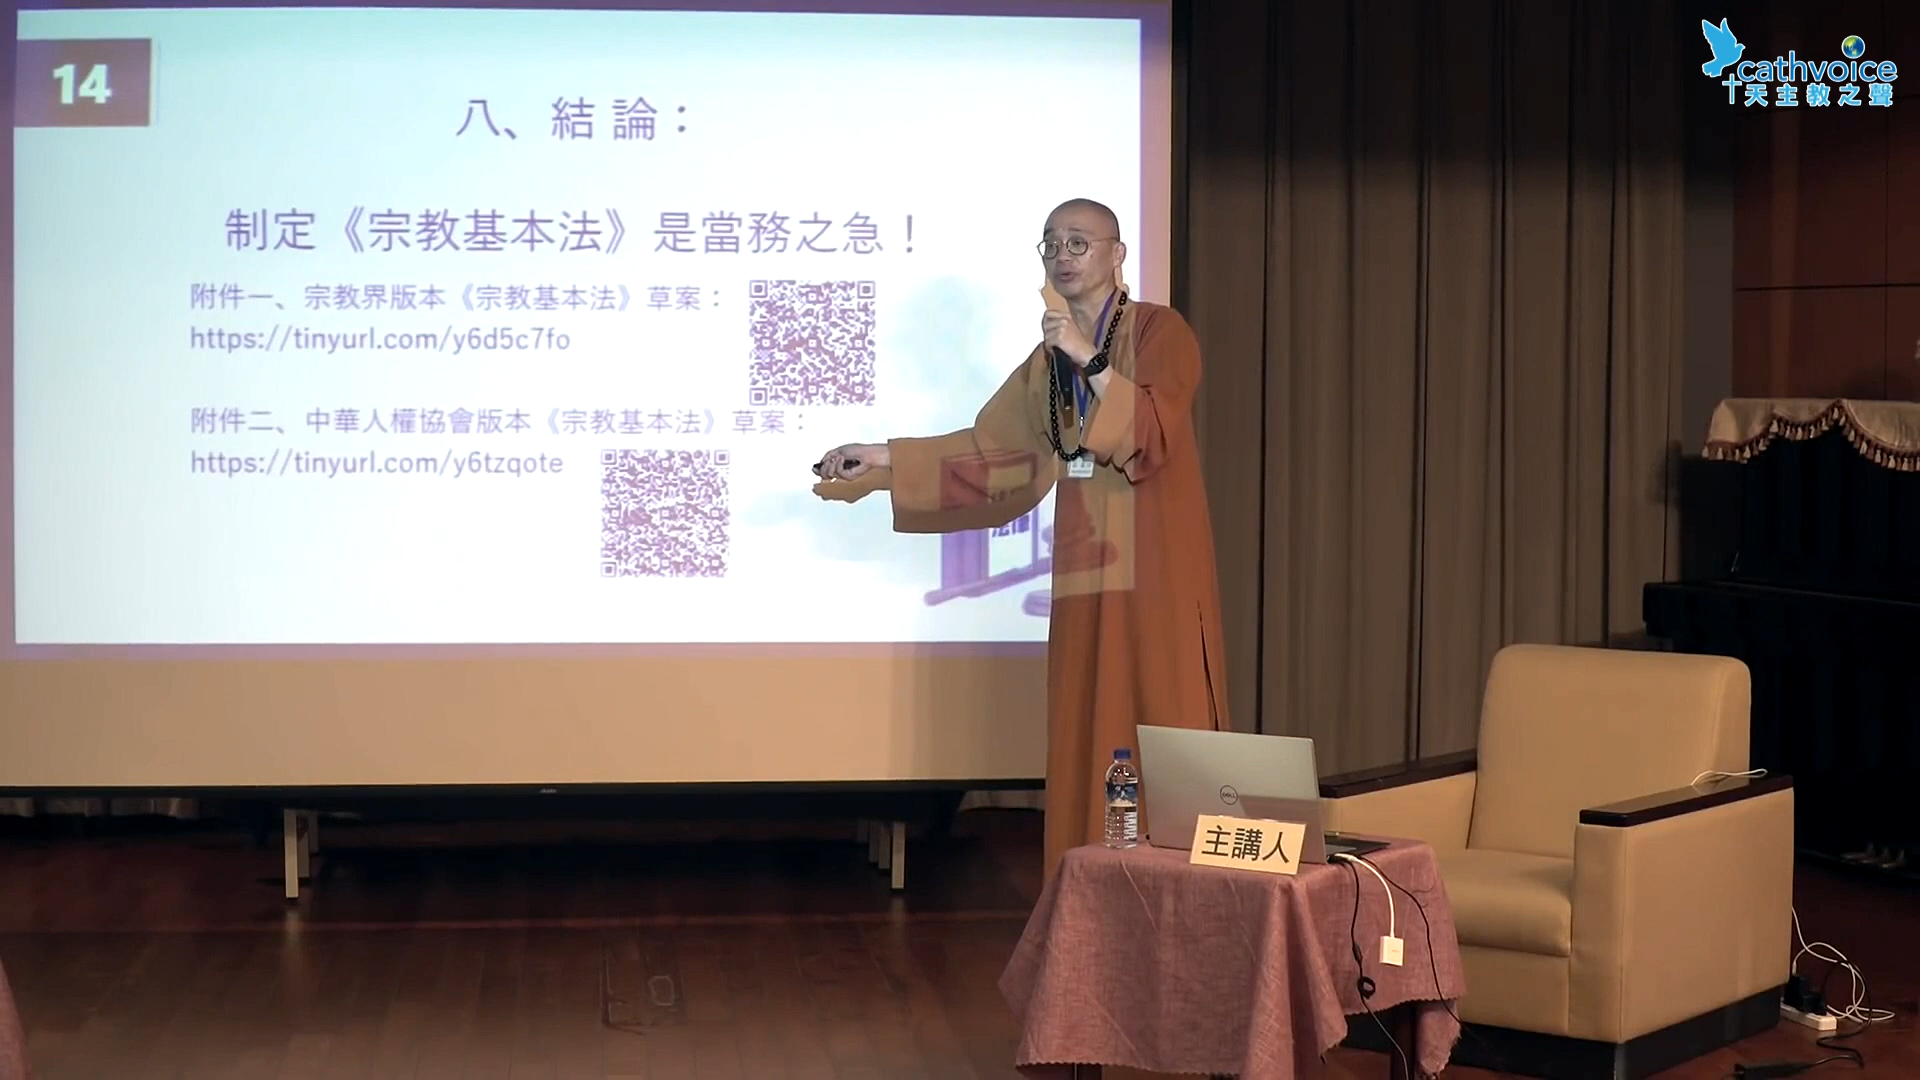 14
八、結論：
制定《宗教基本法》是當務之急！
附件一、宗教界版本《宗教基本法》草案：
https://tinyurl.com/y6d5c7fo
附件二、中華人權協會版本《宗教基本法》草案：
https://tinyurl.com/y6tzqote
法律
cathvoice
天主教之聲
DELL
主講人